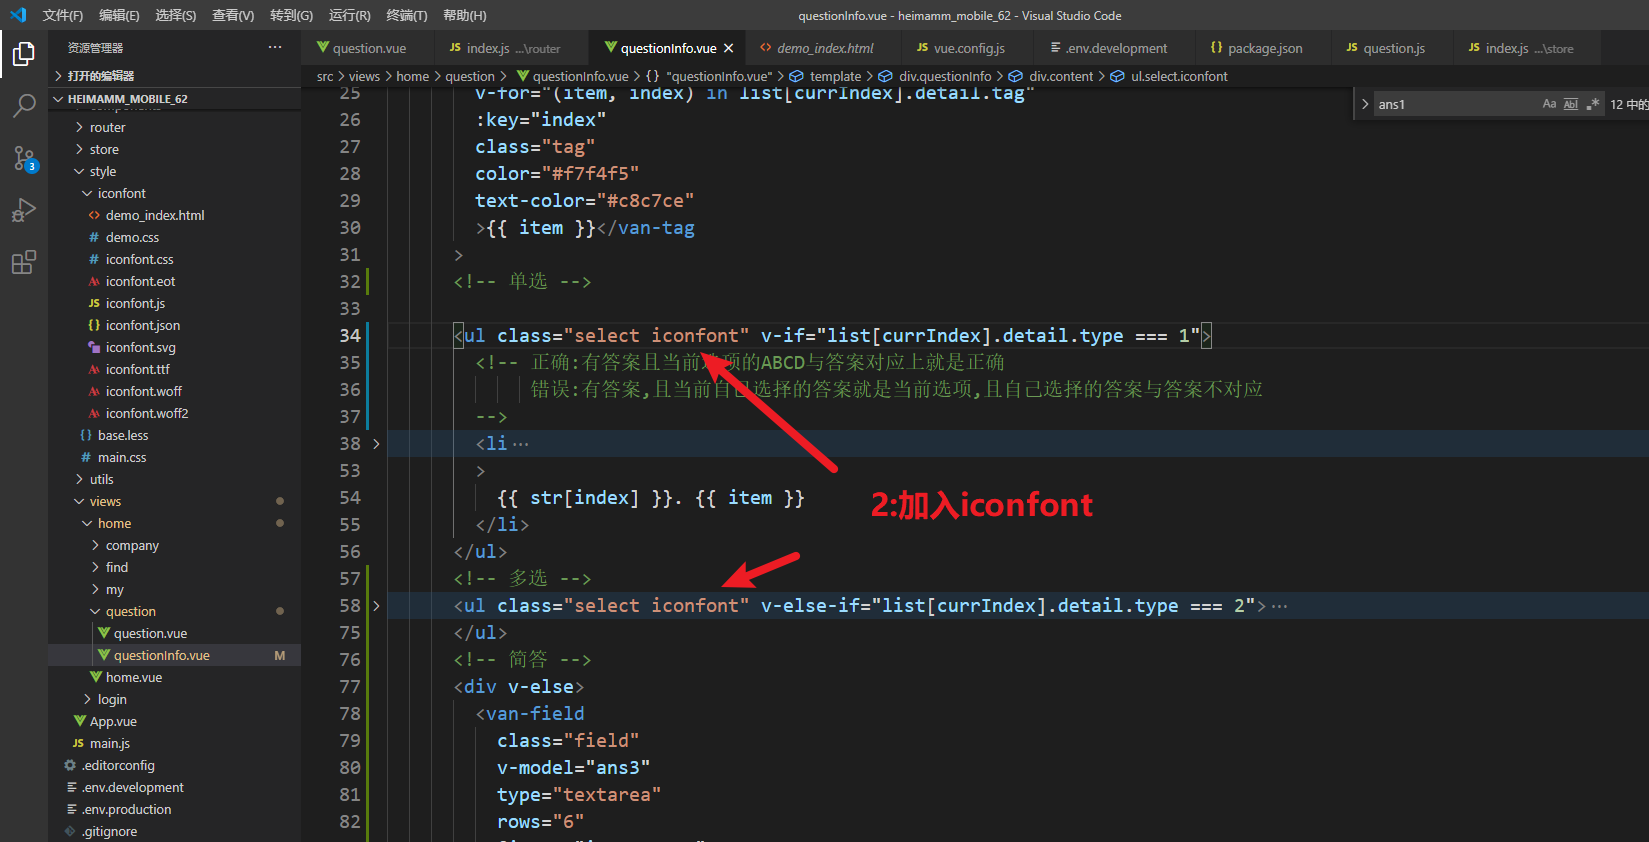 文件(F) 编辑(E) 选择(S) 查看(V) 转到(G) 运行(R) 终端(T) 帮助(H)
questionInfo.vue - heimamm_mobile_62 - Visual Studio Code
资源管理器 ···
question.vue
JS index.js ...\router
questionInfo.vue ×
<> demo_index.html
JS vue.config.js
.env.development
{} package.json
JS question.js
JS index.js ...\store
src > views > home > question > questionInfo.vue > {} "questionInfo.vue" > template > div.questionInfo > div.content > ul.select.iconfont
ans1
Aa Abl .*
12 中的
打开的编辑器
HEIMAMM_MOBILE_62
components
router
store
style
iconfont
<> demo_index.html
# demo.css
# iconfont.css
iconfont.eot
JS iconfont.js
{} iconfont.json
iconfont.svg
iconfont.ttf
iconfont.woff
iconfont.woff2
{} base.less
# main.css
utils
views
home
company
find
my
question
question.vue
questionInfo.vue M
home.vue
login
App.vue
JS main.js
.editorconfig
.env.development
.env.production
.gitignore
3
25 v-for="(item, index) in list[currIndex].detail.tag"
26 :key="index"
27 class="tag"
28 color="#f7f4f5"
29 text-color="#c8c7ce"
30 >{{ item }}</van-tag
31 >
32 <!-- 单选 -->
33
34 <ul class="select iconfont" v-if="list[currIndex].detail.type === 1">
35 <!-- 正确:有答案且当前选项的ABCD与答案对应上就是正确
36 错误:有答案,且当前自己选择的答案就是当前选项,且自己选择的答案与答案不对应
37 -->
38 <li···
53 >
54 {{ str[index] }}. {{ item }}
55 </li>
56 </ul>
57 <!-- 多选 -->
58 <ul class="select iconfont" v-else-if="list[currIndex].detail.type === 2">···
75 </ul>
76 <!-- 简答 -->
77 <div v-else>
78 <van-field
79 class="field"
80 v-model="ans3"
81 type="textarea"
82 rows="6"
2:加入iconfont